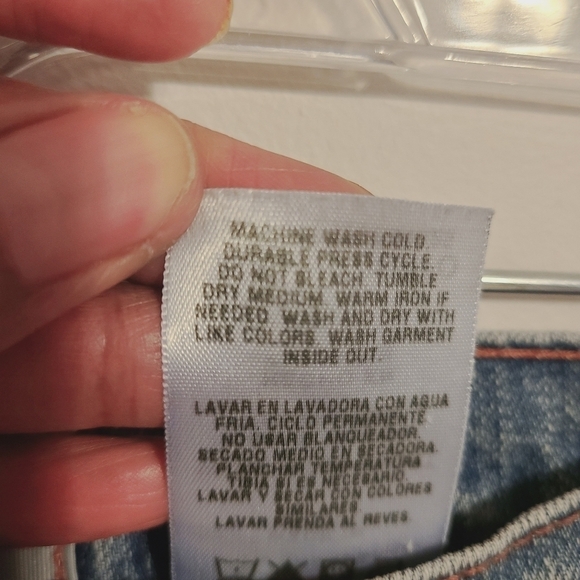 MACHINE WASH COLD.
DURABLE PRESS CYCLE.
DO NOT BLEACH. TUMBLE
DRY MEDIUM. WARM IRON IF
NEEDED. WASH AND DRY WITH
LIKE COLORS. WASH GARMENT
INSIDE OUT.
LAVAR EN LAVADORA CON AGUA
FRIA. CICLO PERMANENTE.
NO USAR BLANQUEADOR.
SECADO MEDIO EN SECADORA.
PLANCHAR TEMPERATURA
TIBIA SI ES NECESARIO.
LAVAR Y SECAR CON COLORES
SIMILARES.
LAVAR PRENDA AL REVES.